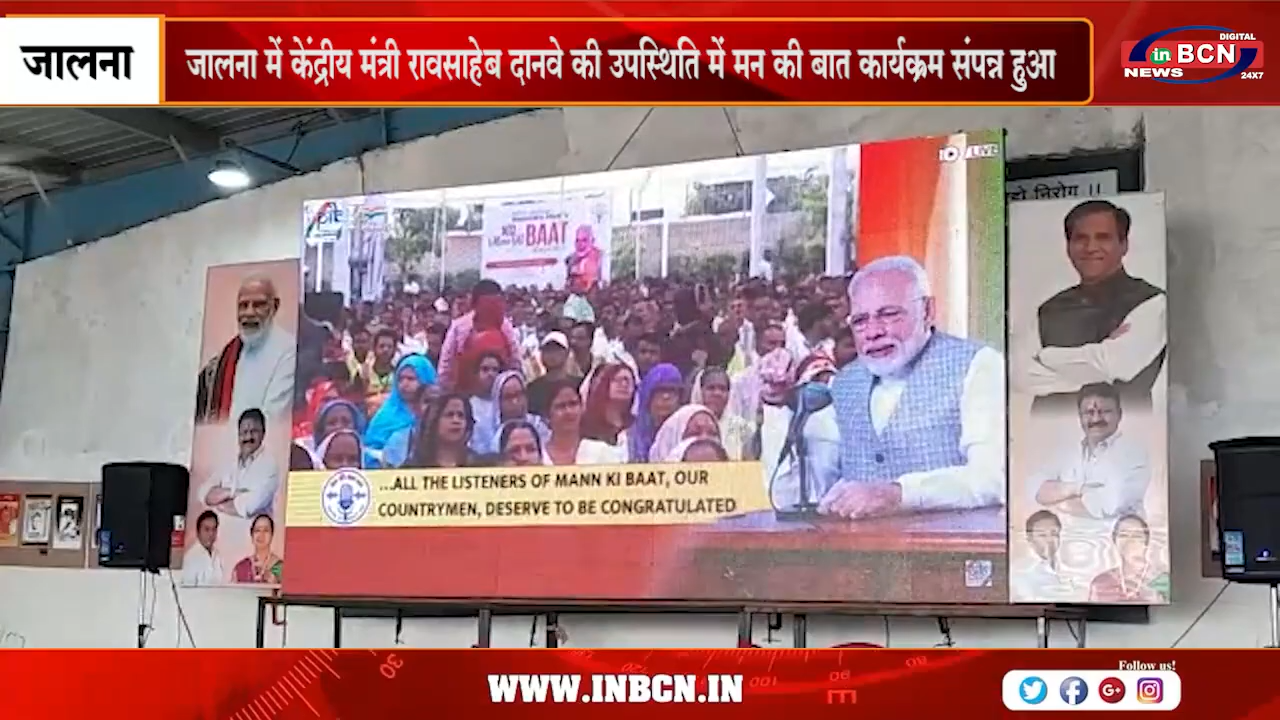 जालना
जालना में केंद्रीय मंत्री रावसाहेब दानवे की उपस्थिति में मन की बात कार्यक्रम संपन्न हुआ
DIGITAL
in BCN
NEWS
24X7
LIVE
निरोग ।।
BAAT
...ALL THE LISTENERS OF MANN KI BAAT, OUR
COUNTRYMEN, DESERVE TO BE CONGRATULATED
WWW.INBCN.IN
Follow us!